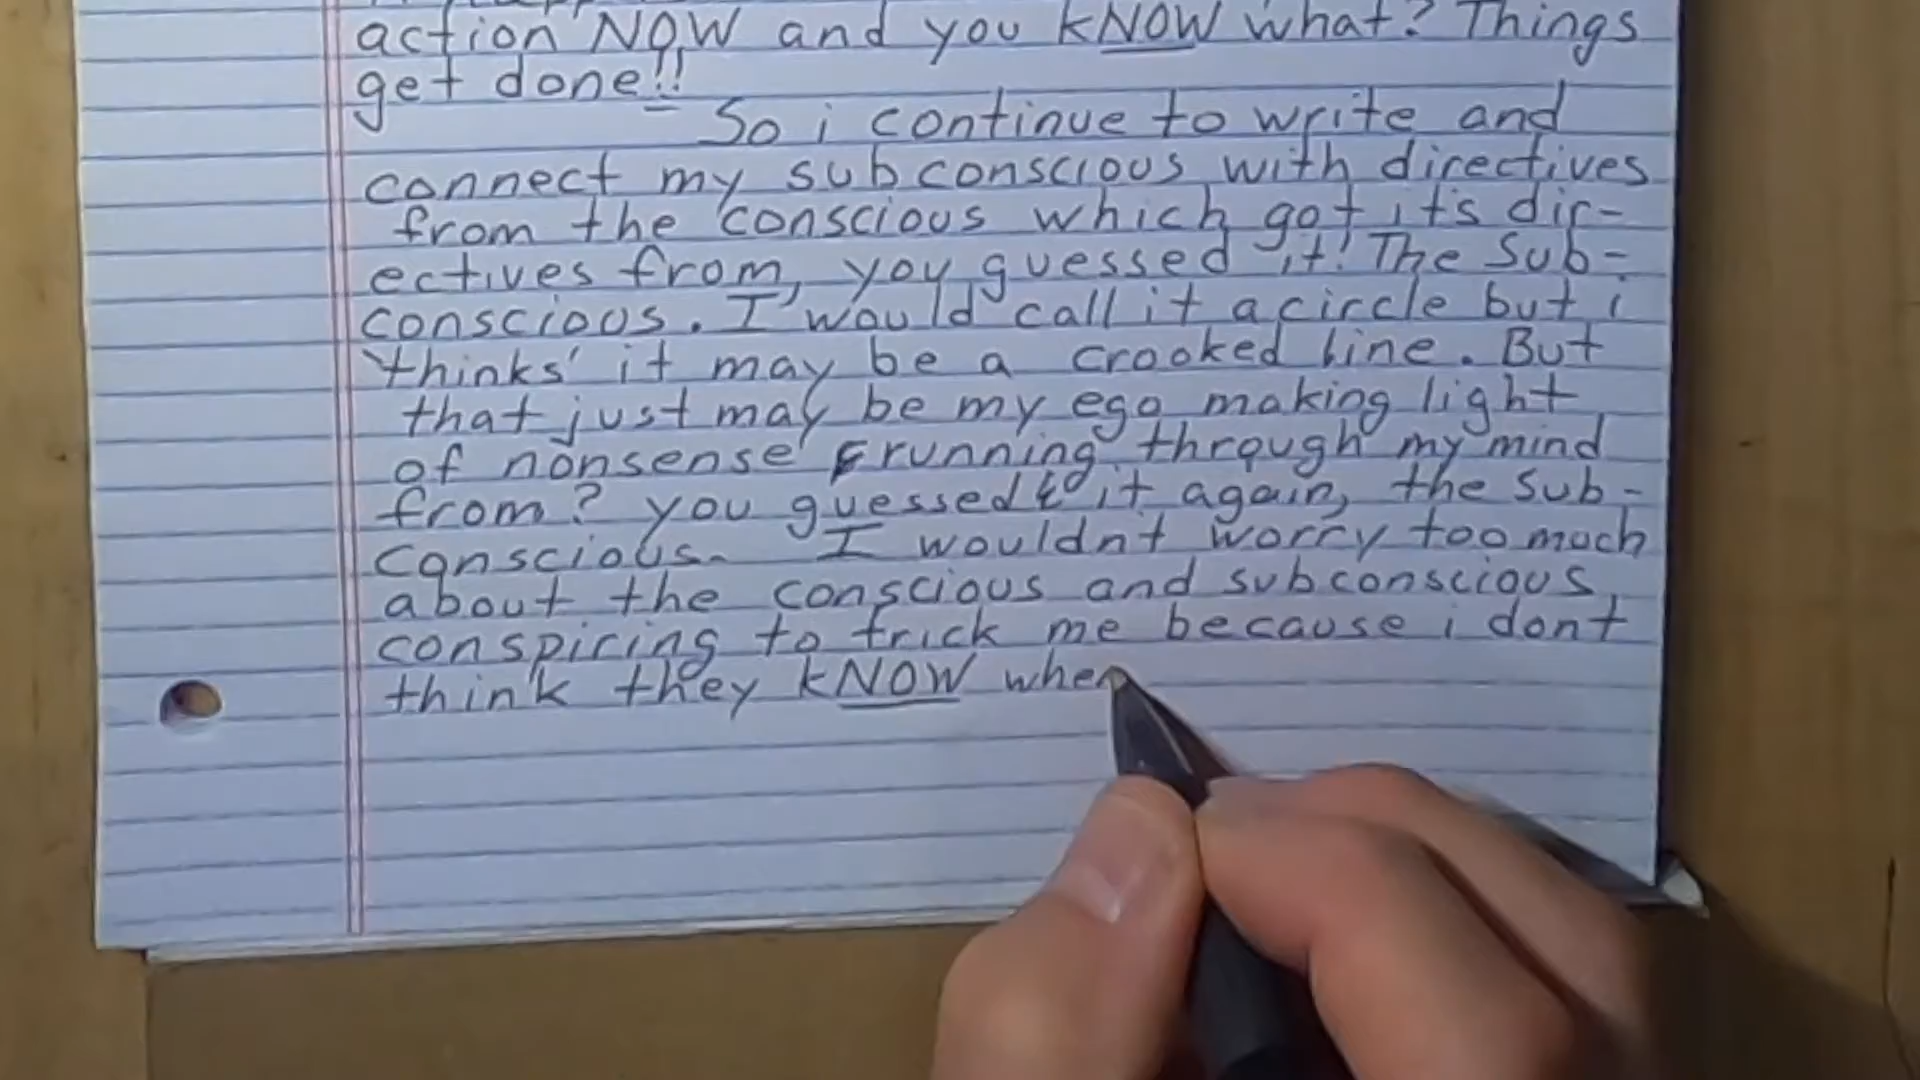 action NOW and you kNOW what? Things
get done!!
So i continue to write and
connect my subconscious with directives
from the conscious which got it's dir-
ectives from, you guessed it! The Sub-
conscious. I would call it a circle but i
'thinks' it may be a crooked line. But
that just may be my ego making light
of nonsense running through my mind
from? you guessed it again, the sub-
conscious. I wouldn't worry too much
about the conscious and subconscious
conspiring to trick me because i dont
think they kNOW when